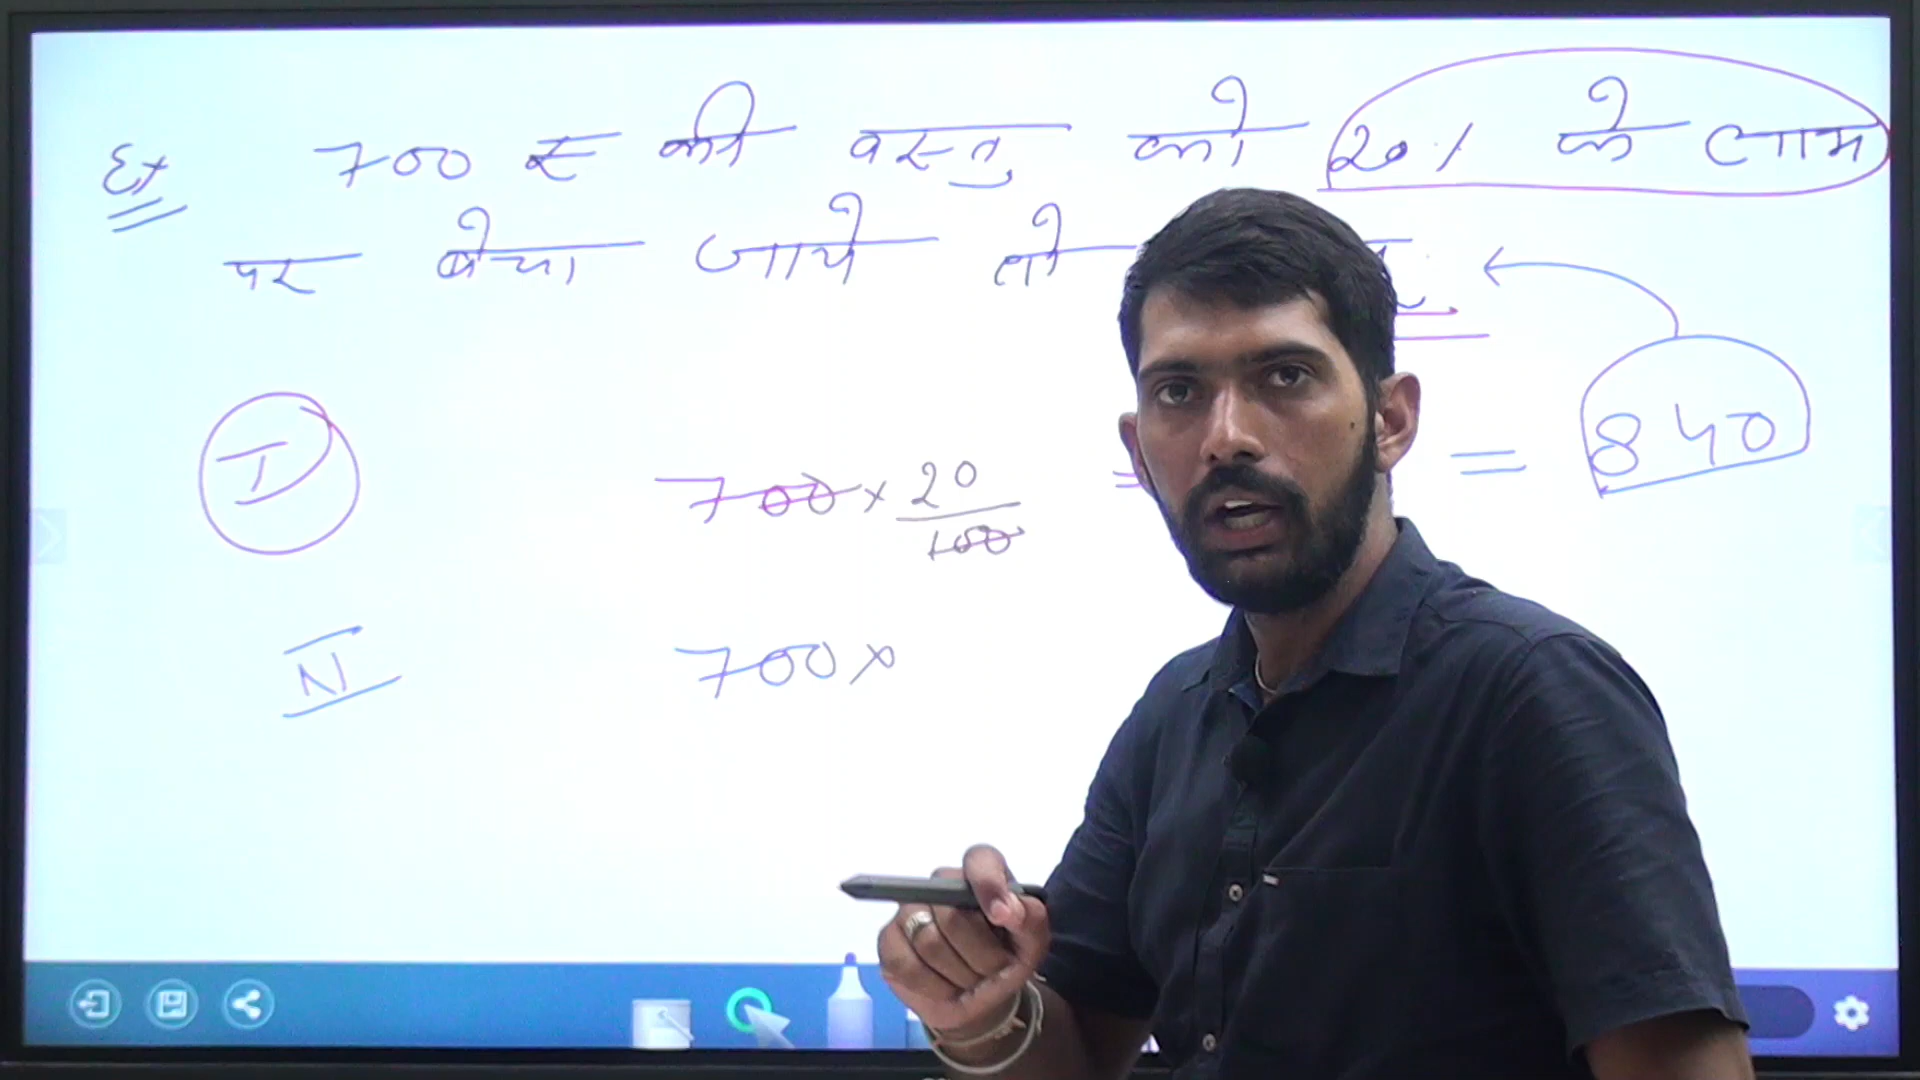 Ex 700 रु की वस्तु को 20% के लाभ
पर बेचा जाये तो
I 700 × 20/100 = = 840
N 700 ×